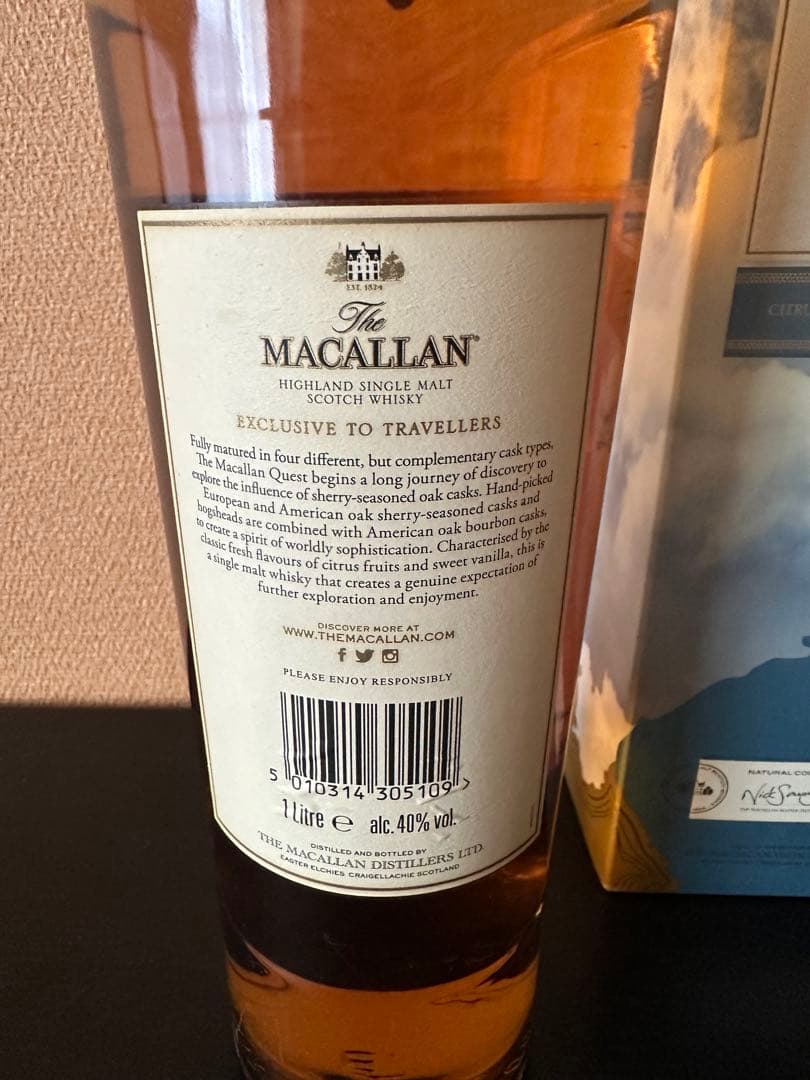 EST. 1824
The
MACALLAN
HIGHLAND SINGLE MALT
SCOTCH WHISKY
EXCLUSIVE TO TRAVELLERS
Fully matured in four different, but complementary cask types,
The Macallan Quest begins a long journey of discovery to
explore the influence of sherry-seasoned oak casks. Hand-picked
European and American oak sherry-seasoned casks and
hogsheads are combined with American oak bourbon casks,
to create a spirit of worldly sophistication. Characterised by the
classic fresh flavours of citrus fruits and sweet vanilla, this is
a single malt whisky that creates a genuine expectation of
further exploration and enjoyment.
DISCOVER MORE AT
WWW.THEMACALLAN.COM
PLEASE ENJOY RESPONSIBLY
5 010314 305109 >
1 litre e alc. 40% vol.
DISTILLED AND BOTTLED BY
THE MACALLAN DISTILLERS LTD.
EASTER ELCHIES CRAIGELLACHIE SCOTLAND
NATURAL